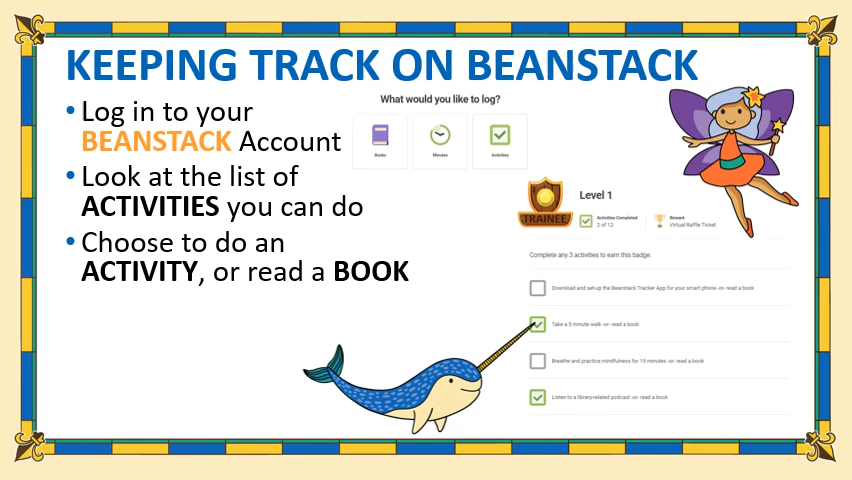 KEEPING TRACK ON BEANSTACK
• Log in to your
BEANSTACK Account
• Look at the list of
ACTIVITIES you can do
• Choose to do an
ACTIVITY, or read a BOOK
What would you like to log?
Books Minutes Activities
TRAINEE
Level 1
Activities Completed
2 of 12
Reward
Virtual Raffle Ticket
Complete any 3 activities to earn this badge.
Download and set-up the Beanstack Tracker App for your smart phone -or- read a book
Take a 5 minute walk -or- read a book
Breathe and practice mindfulness for 15 minutes -or- read a book
Listen to a library-related podcast -or- read a book